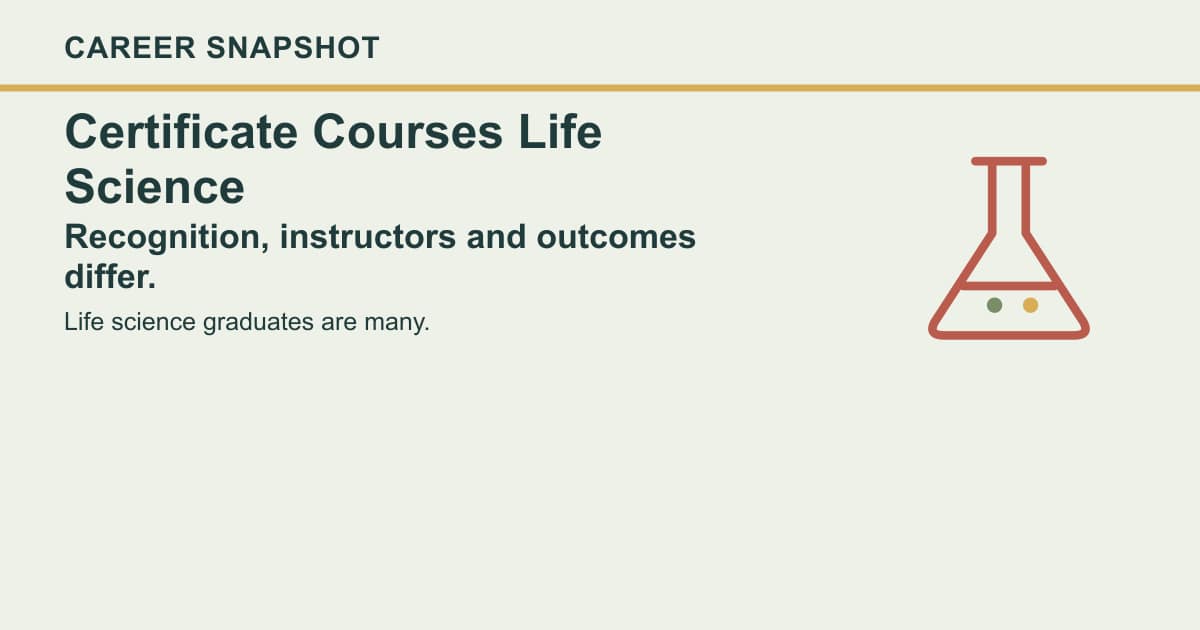 CAREER SNAPSHOT
Certificate Courses Life
Science
Recognition, instructors and outcomes
differ.
Life science graduates are many.